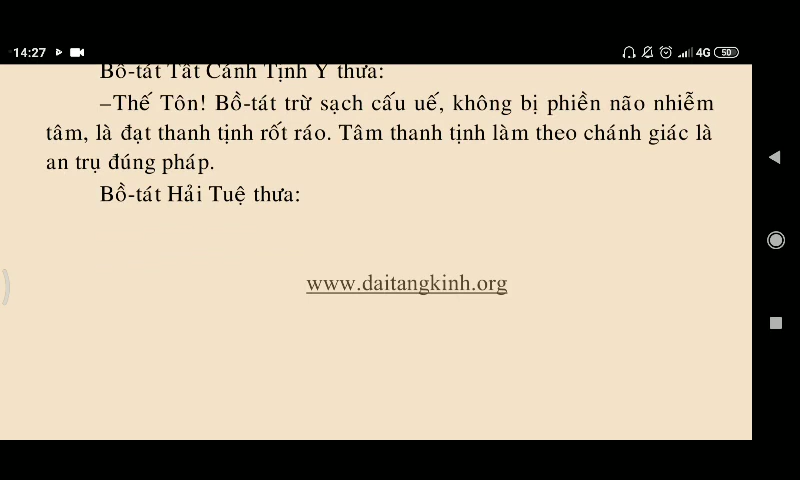 14:27
4G 50
Bồ-tát Tất Cánh Tịnh Ý thưa:
–Thế Tôn! Bồ-tát trừ sạch cấu uế, không bị phiền não nhiễm
tâm, là đạt thanh tịnh rốt ráo. Tâm thanh tịnh làm theo chánh giác là
an trụ đúng pháp.
Bồ-tát Hải Tuệ thưa:
www.daitangkinh.org